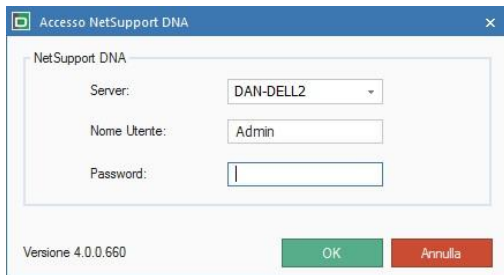 Accesso NetSupport DNA
NetSupport DNA
Server: DAN-DELL2
Nome Utente: Admin
Password:
Versione 4.0.0.660 OK Annulla